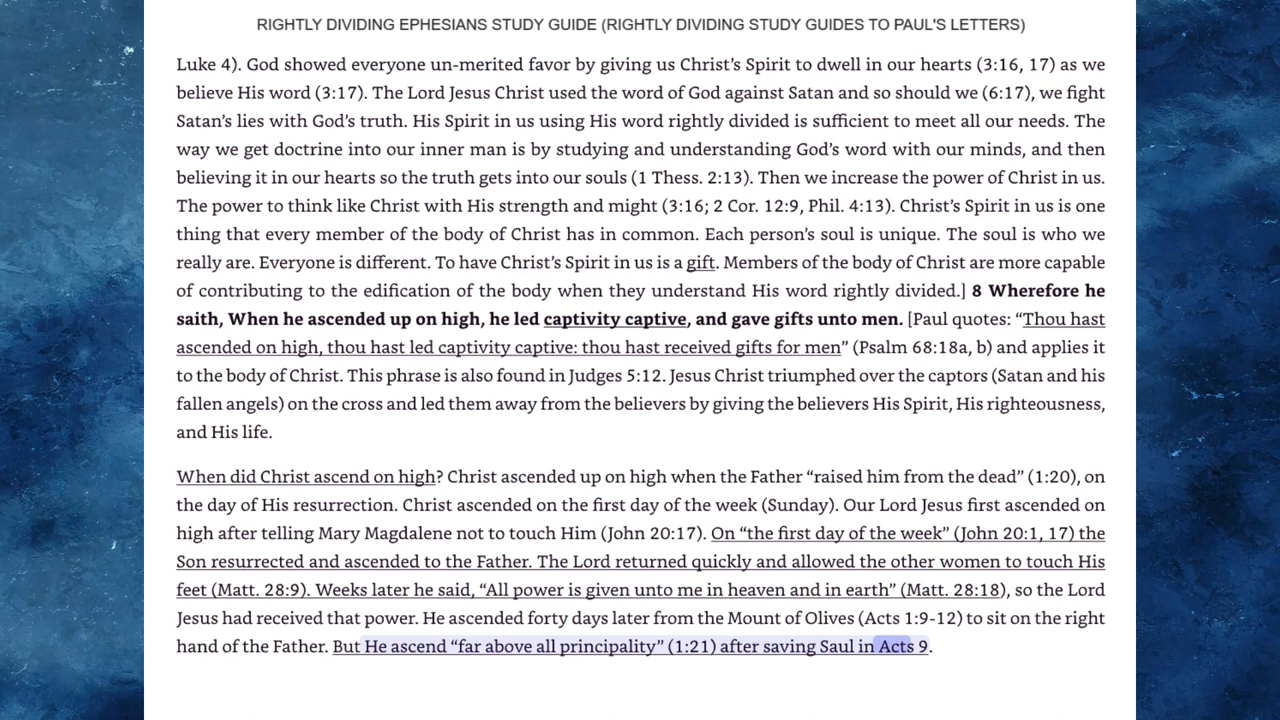 RIGHTLY DIVIDING EPHESIANS STUDY GUIDE (RIGHTLY DIVIDING STUDY GUIDES TO PAUL'S LETTERS)
Luke 4). God showed everyone un-merited favor by giving us Christ’s Spirit to dwell in our hearts (3:16, 17) as we
believe His word (3:17). The Lord Jesus Christ used the word of God against Satan and so should we (6:17), we fight
Satan’s lies with God’s truth. His Spirit in us using His word rightly divided is sufficient to meet all our needs. The
way we get doctrine into our inner man is by studying and understanding God’s word with our minds, and then
believing it in our hearts so the truth gets into our souls (1 Thess. 2:13). Then we increase the power of Christ in us.
The power to think like Christ with His strength and might (3:16; 2 Cor. 12:9, Phil. 4:13). Christ’s Spirit in us is one
thing that every member of the body of Christ has in common. Each person’s soul is unique. The soul is who we
really are. Everyone is different. To have Christ’s Spirit in us is a gift. Members of the body of Christ are more capable
of contributing to the edification of the body when they understand His word rightly divided.] 8 Wherefore he
saith, When he ascended up on high, he led captivity captive, and gave gifts unto men. [Paul quotes: “Thou hast
ascended on high, thou hast led captivity captive: thou hast received gifts for men” (Psalm 68:18a, b) and applies it
to the body of Christ. This phrase is also found in Judges 5:12. Jesus Christ triumphed over the captors (Satan and his
fallen angels) on the cross and led them away from the believers by giving the believers His Spirit, His righteousness,
and His life.
When did Christ ascend on high? Christ ascended up on high when the Father “raised him from the dead” (1:20), on
the day of His resurrection. Christ ascended on the first day of the week (Sunday). Our Lord Jesus first ascended on
high after telling Mary Magdalene not to touch Him (John 20:17). On “the first day of the week” (John 20:1, 17) the
Son resurrected and ascended to the Father. The Lord returned quickly and allowed the other women to touch His
feet (Matt. 28:9). Weeks later he said, “All power is given unto me in heaven and in earth” (Matt. 28:18), so the Lord
Jesus had received that power. He ascended forty days later from the Mount of Olives (Acts 1:9-12) to sit on the right
hand of the Father. But He ascend “far above all principality” (1:21) after saving Saul in Acts 9.